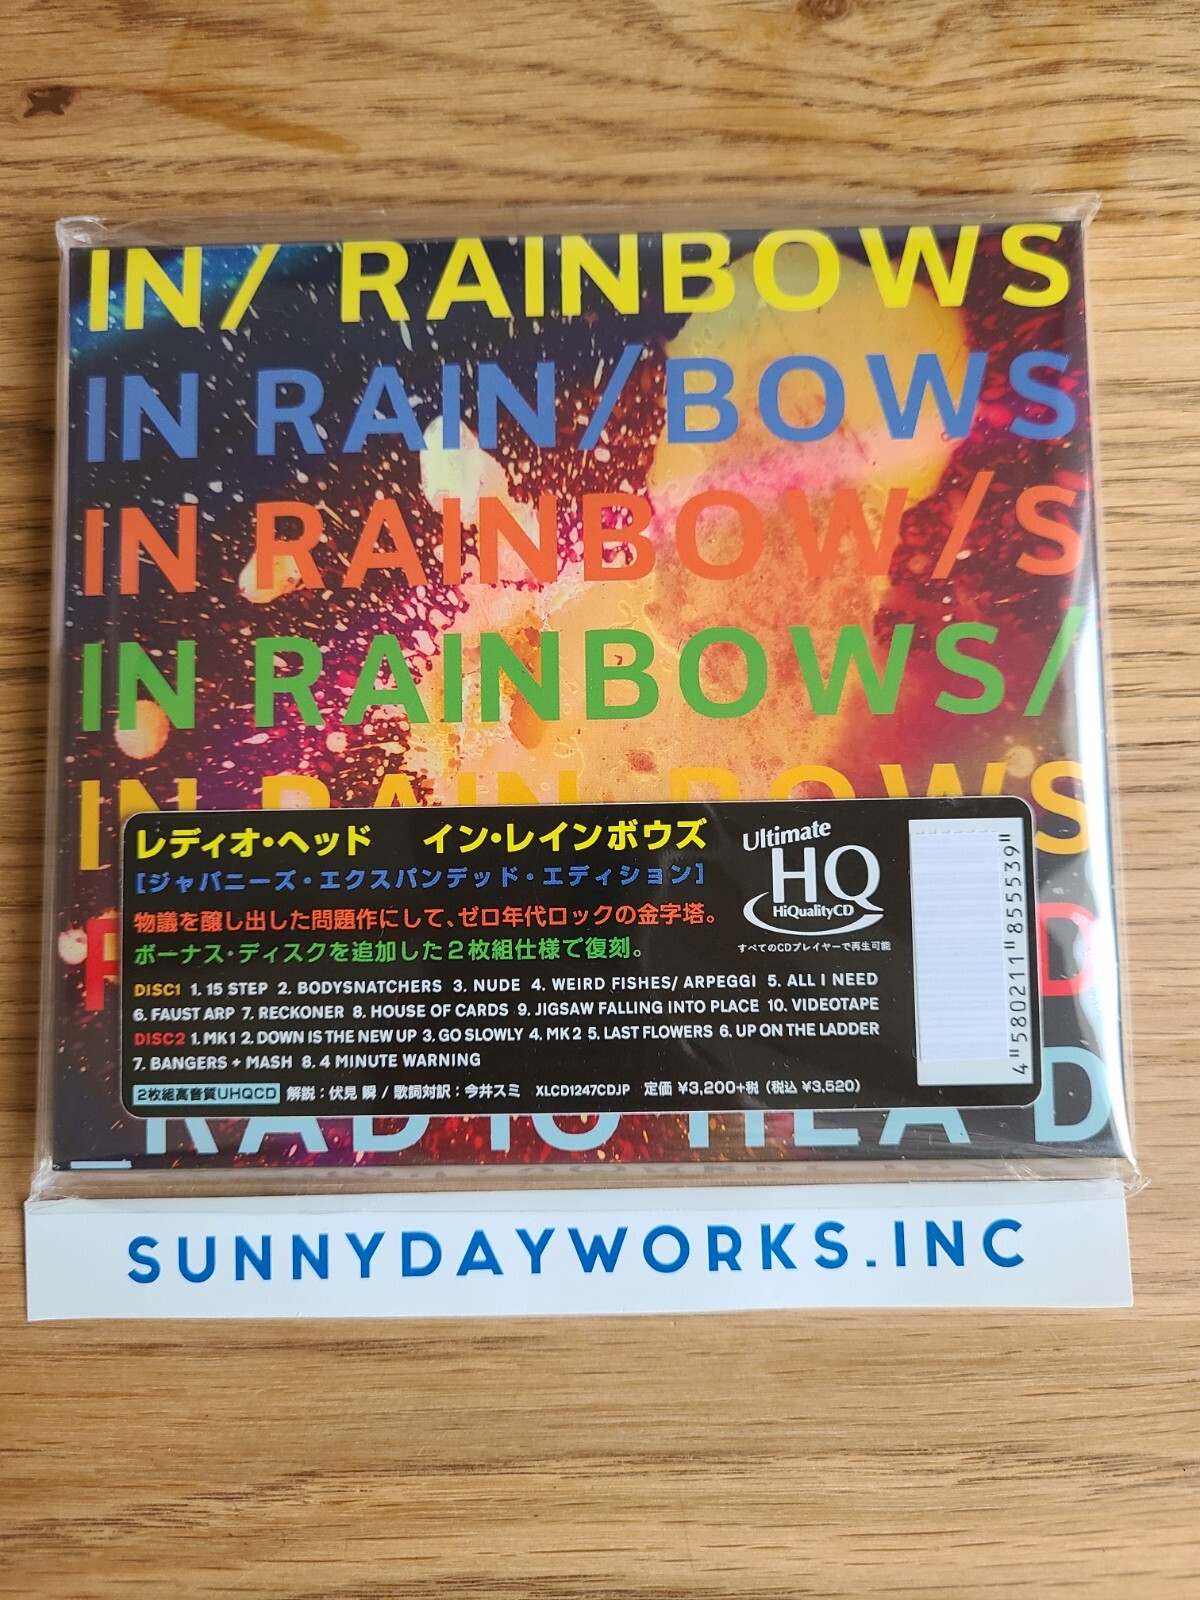 IN/ RAINBOWS
IN RAIN/BOWS
IN RAINBOW/S
IN RAINBOWS/
IN RAIN BOWS
レディオ・ヘッド　イン・レインボウズ
[ジャパニーズ・エクスパンデッド・エディション]
物議を醸し出した問題作にして、ゼロ年代ロックの金字塔。
ボーナス・ディスクを追加した2枚組仕様で復刻。
Ultimate
HQ
HiQualityCD
すべてのCDプレイヤーで再生可能
DISC1 1. 15 STEP 2. BODYSNATCHERS 3. NUDE 4. WEIRD FISHES/ ARPEGGI 5. ALL I NEED
6. FAUST ARP 7. RECKONER 8. HOUSE OF CARDS 9. JIGSAW FALLING INTO PLACE 10. VIDEOTAPE
DISC2 1. MK1 2. DOWN IS THE NEW UP 3. GO SLOWLY 4. MK 2 5. LAST FLOWERS 6. UP ON THE LADDER
7. BANGERS + MASH 8. 4 MINUTE WARNING
2枚組高音質UHQCD 解説：伏見 瞬 / 歌詞対訳：今井スミ XLCD1247CDJP 定価 ¥3,200+税 (税込 ¥3,520)
4"580211"855539"
D
_RAD IO HEA D
SUNNYDAYWORKS.INC